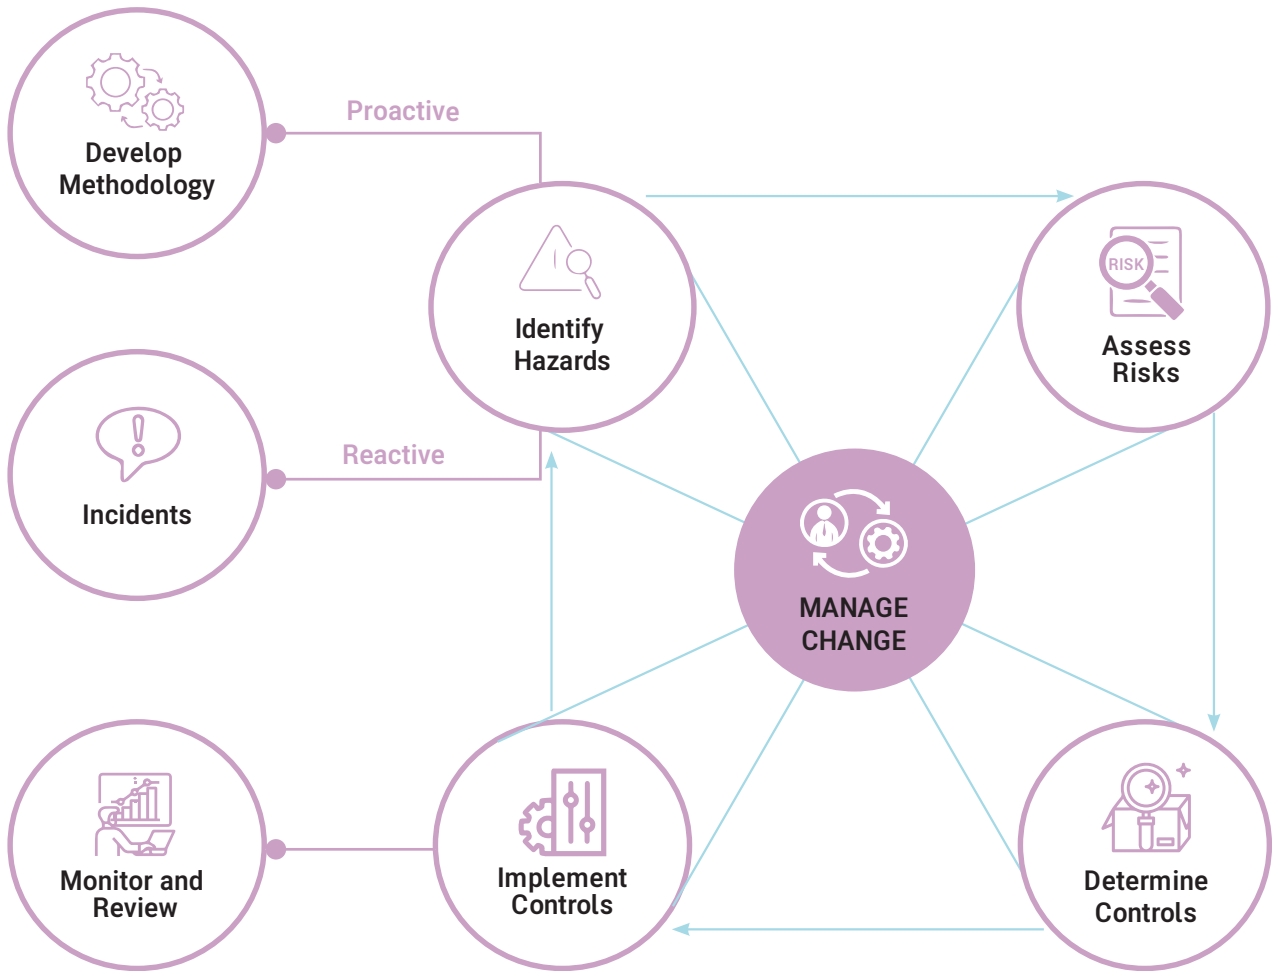 Develop
Methodology
Proactive
Identify
Hazards
RISK
Assess
Risks
Incidents
Reactive
MANAGE
CHANGE
Monitor and
Review
Implement
Controls
Determine
Controls